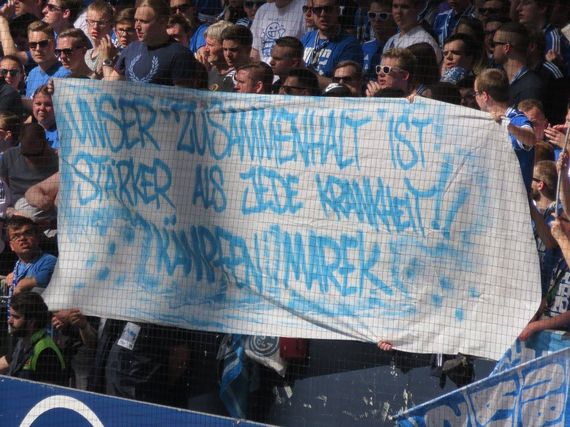 UNSER ZUSAMMENHALT IST
STÄRKER ALS JEDE KRANKHEIT!!
KÄMPFEN MAREK!